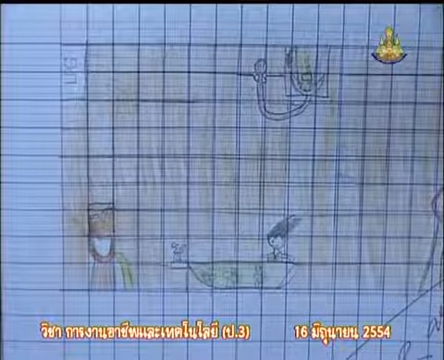 วิชา การงานอาชีพและเทคโนโลยี (ป.3) 16 มิถุนายน 2554